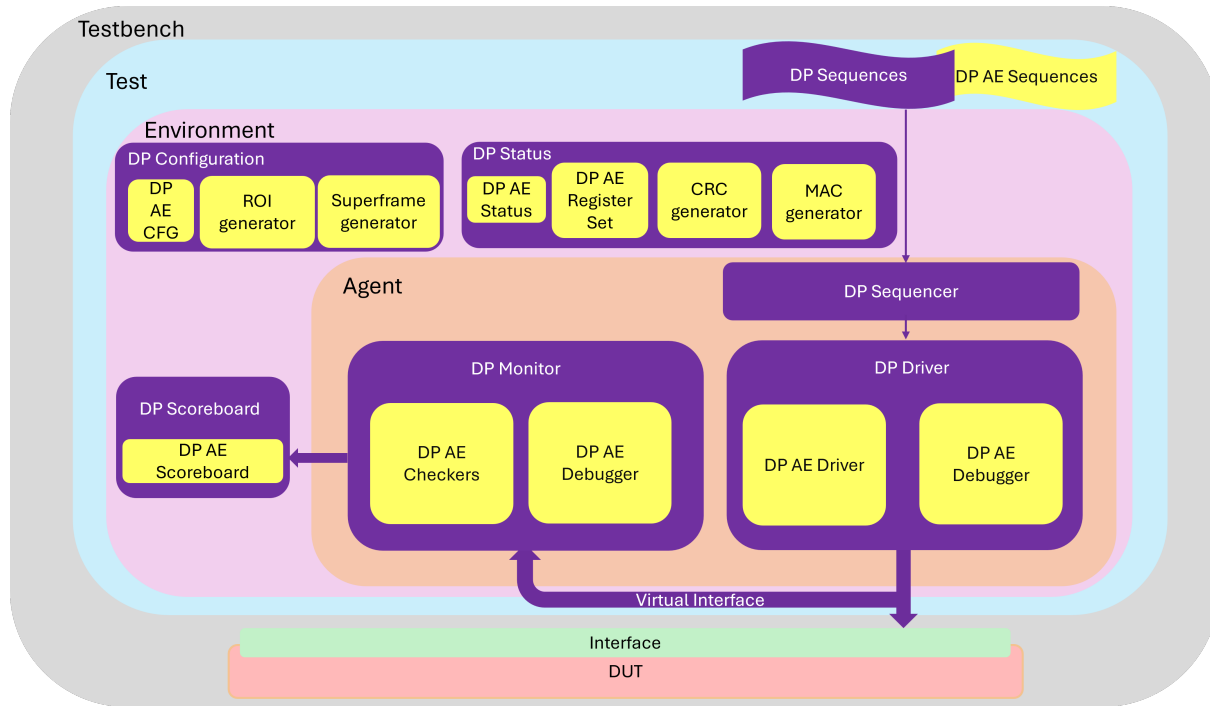 Testbench
Test
DP Sequences
DP AE Sequences
Environment
DP Configuration
DP
AE
CFG
ROI
generator
Superframe
generator
DP Status
DP AE
Status
DP AE
Register
Set
CRC
generator
MAC
generator
Agent
DP Sequencer
DP Monitor
DP AE
Checkers
DP AE
Debugger
DP Driver
DP AE Driver
DP AE
Debugger
DP Scoreboard
DP AE
Scoreboard
Virtual Interface
Interface
DUT